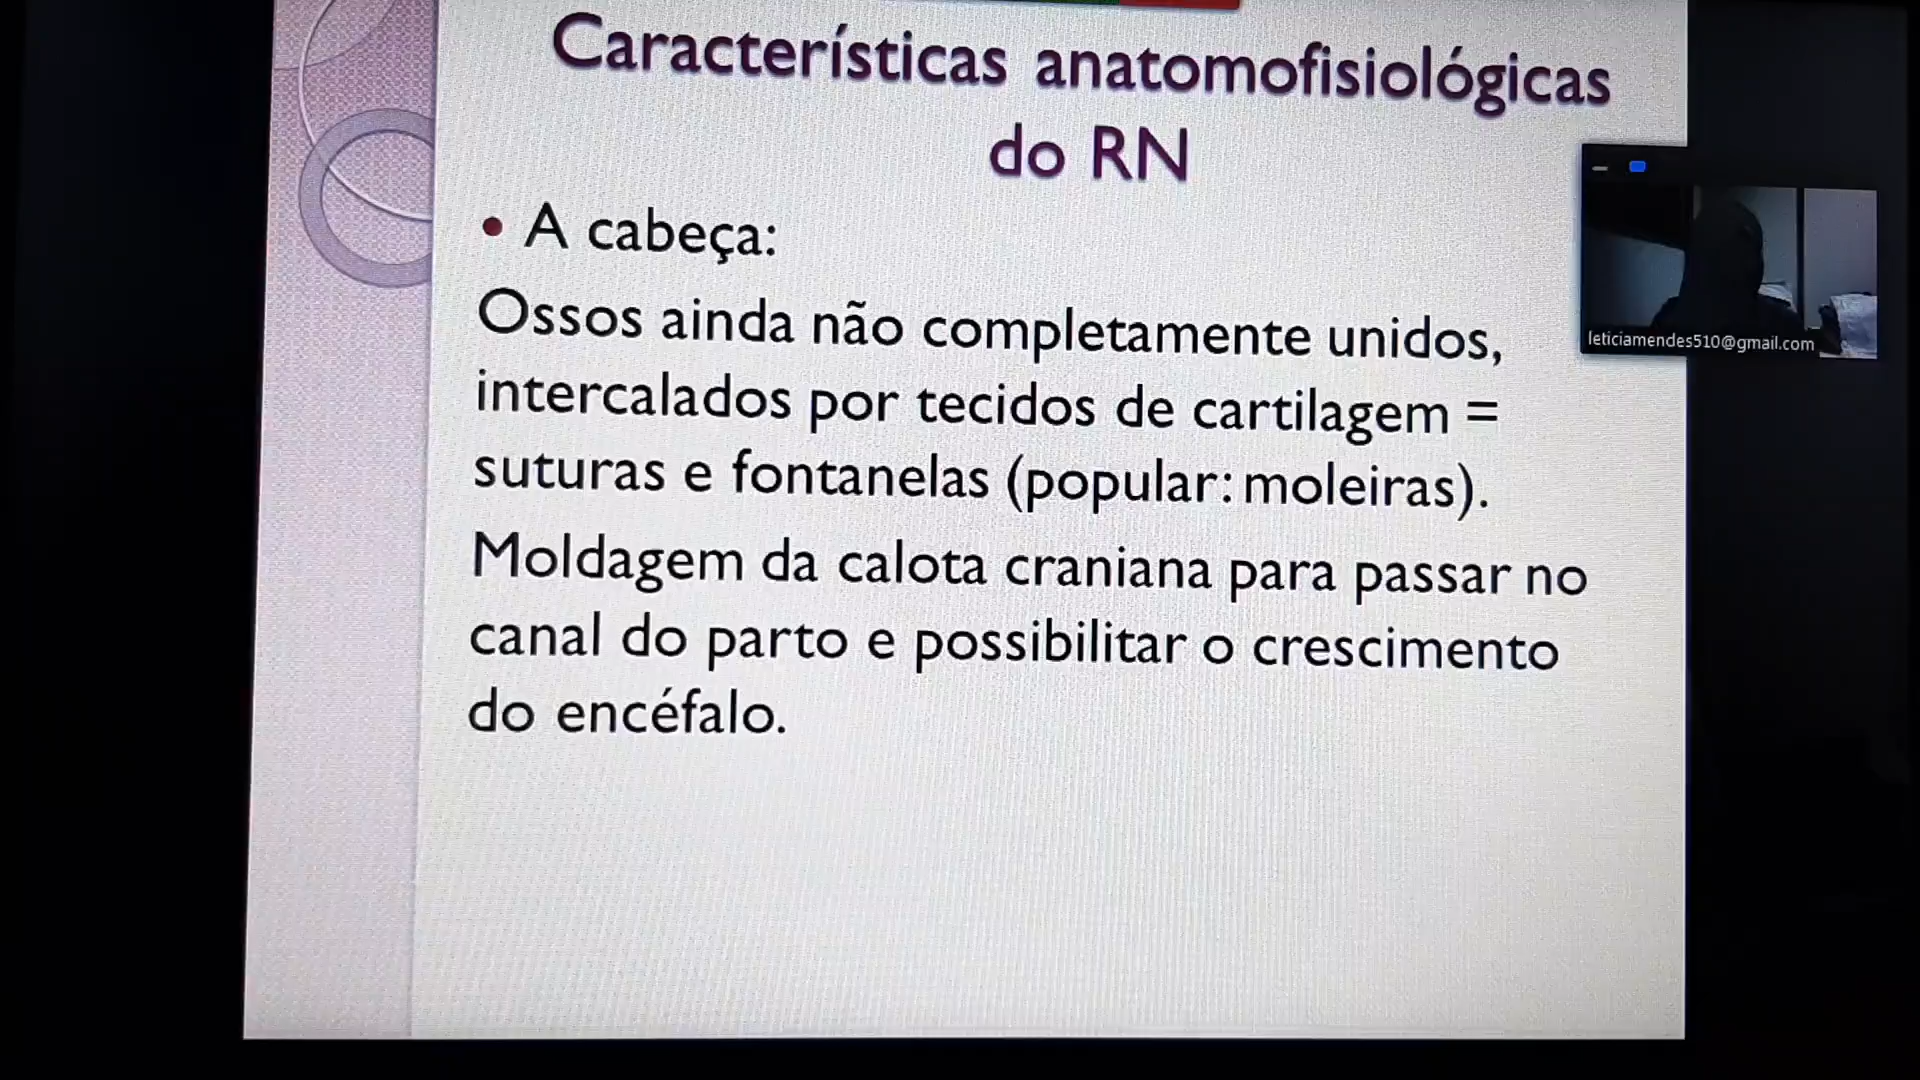 Características anatomofisiológicas
do RN
• A cabeça:
Ossos ainda não completamente unidos,
intercalados por tecidos de cartilagem =
suturas e fontanelas (popular: moleiras).
Moldagem da calota craniana para passar no
canal do parto e possibilitar o crescimento
do encéfalo.
leticiamendes510@gmail.com